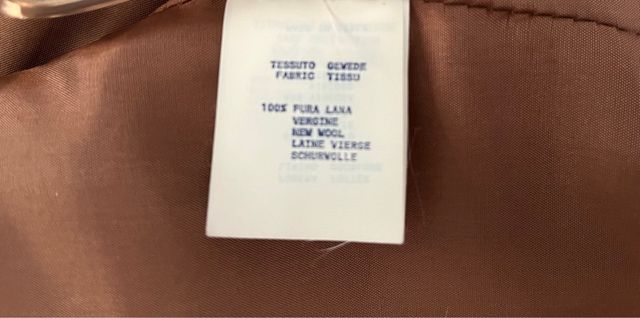 TESSUTO GEWEDE
FABRIC TISSU
100% PURA LANA
VERGINE
NEW WOOL
LAINE VIERGE
SCHURWOLLE